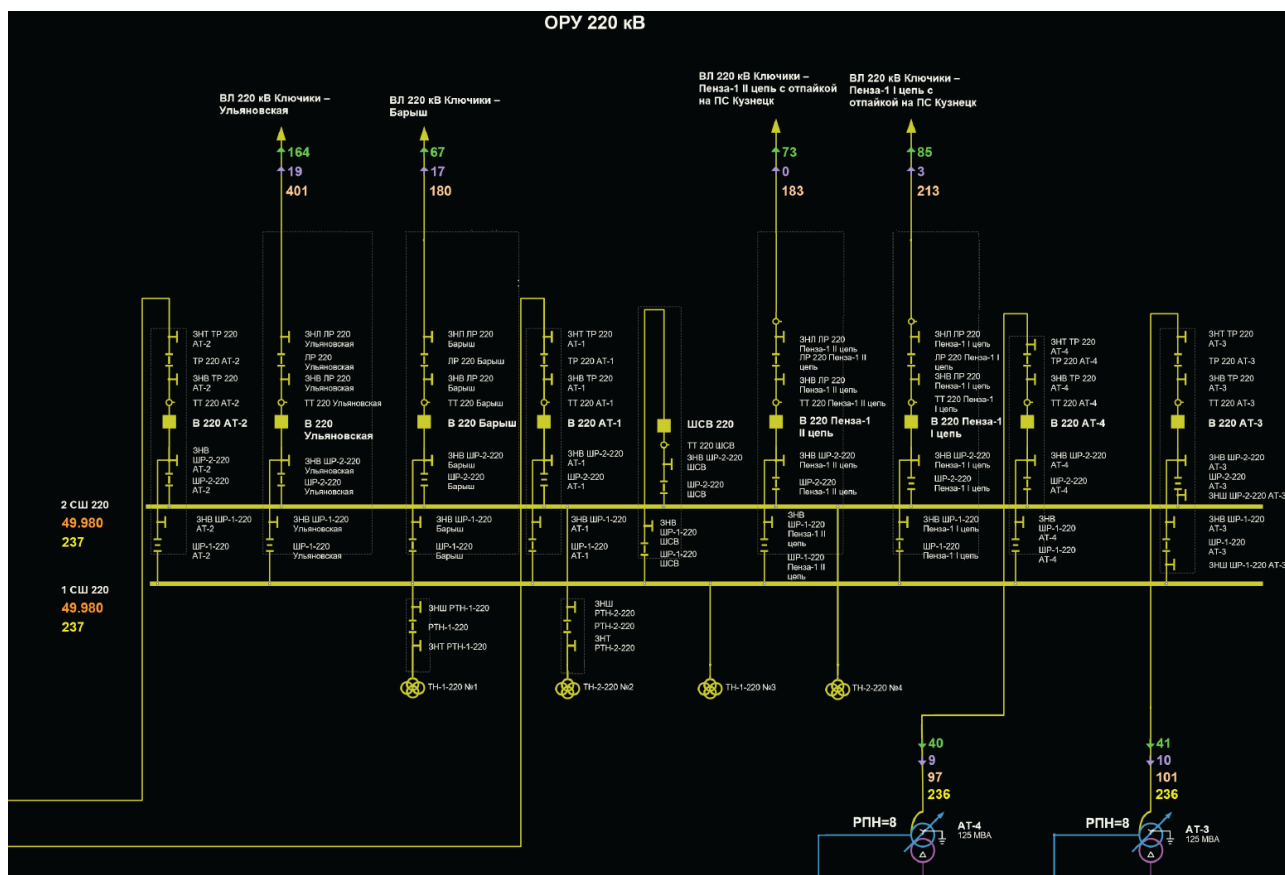 ОРУ 220 кВ
ВЛ 220 кВ Ключики –
Ульяновская
ВЛ 220 кВ Ключики –
Барыш
ВЛ 220 кВ Ключики –
Пенза-1 II цепь с отпайкой
на ПС Кузнецк
ВЛ 220 кВ Ключики –
Пенза-1 I цепь с
отпайкой на ПС Кузнецк
164
19
401
67
17
180
73
0
183
85
3
213
ЗНТ ТР 220
АТ-2
ТР 220 АТ-2
ЗНВ ТР 220
АТ-2
ТТ 220 АТ-2
В 220 АТ-2
ЗНВ
ШР-2-220
АТ-2
ШР-2-220
АТ-2
ЗНВ ШР-1-220
АТ-2
ШР-1-220
АТ-2
ЗНЛ ЛР 220
Ульяновская
ЛР 220
Ульяновская
ЗНВ ЛР 220
Ульяновская
ТТ 220 Ульяновская
В 220
Ульяновская
ЗНВ ШР-2-220
Ульяновская
ШР-2-220
Ульяновская
ЗНВ ШР-1-220
Ульяновская
ШР-1-220
Ульяновская
ЗНЛ ЛР 220
Барыш
ЛР 220 Барыш
ЗНВ ЛР 220
Барыш
ТТ 220 Барыш
В 220 Барыш
ЗНВ ШР-2-220
Барыш
ШР-2-220
Барыш
ЗНВ ШР-1-220
Барыш
ШР-1-220
Барыш
ЗНТ ТР 220
АТ-1
ТР 220 АТ-1
ЗНВ ТР 220
АТ-1
ТТ 220 АТ-1
В 220 АТ-1
ЗНВ ШР-2-220
АТ-1
ШР-2-220
АТ-1
ЗНВ ШР-1-220
АТ-1
ШР-1-220
АТ-1
ШСВ 220
ТТ 220 ШСВ
ЗНВ ШР-2-220
ШСВ
ШР-2-220
ШСВ
ЗНВ
ШР-1-220
ШСВ
ШР-1-220
ШСВ
ЗНЛ ЛР 220
Пенза-1 II цепь
ЛР 220 Пенза-1 II
цепь
ЗНВ ЛР 220
Пенза-1 II цепь
ТТ 220 Пенза-1 II цепь
В 220 Пенза-1
II цепь
ЗНВ ШР-2-220
Пенза-1 II цепь
ШР-2-220
Пенза-1 II цепь
ЗНВ
ШР-1-220
Пенза-1 II
цепь
ШР-1-220
Пенза-1 II
цепь
ЗНЛ ЛР 220
Пенза-1 I цепь
ЛР 220 Пенза-1 I
цепь
ЗНВ ЛР 220
Пенза-1 I цепь
ТТ 220 Пенза-1
I цепь
В 220 Пенза-1
I цепь
ЗНВ ШР-2-220
Пенза-1 I цепь
ШР-2-220
Пенза-1 I цепь
ЗНВ ШР-1-220
Пенза-1 I цепь
ШР-1-220
Пенза-1 I цепь
ЗНТ ТР 220
АТ-4
ТР 220 АТ-4
ЗНВ ТР 220
АТ-4
ТТ 220 АТ-4
В 220 АТ-4
ЗНВ ШР-2-220
АТ-4
ШР-2-220
АТ-4
ЗНВ
ШР-1-220
АТ-4
ШР-1-220
АТ-4
ЗНТ ТР 220
АТ-3
ТР 220 АТ-3
ЗНВ ТР 220
АТ-3
ТТ 220 АТ-3
В 220 АТ-3
ЗНВ ШР-2-220
АТ-3
ШР-2-220
АТ-3
ЗНШ ШР-2-220 АТ-3
ЗНВ ШР-1-220
АТ-3
ШР-1-220
АТ-3
ЗНШ ШР-1-220 АТ-3
2 СШ 220
49.980
237
1 СШ 220
49.980
237
ЗНШ РТН-1-220
РТН-1-220
ЗНТ РТН-1-220
ТН-1-220 №1
ЗНШ
РТН-2-220
РТН-2-220
ЗНТ
РТН-2-220
ТН-2-220 №2
ТН-1-220 №3
ТН-2-220 №4
40
9
97
236
РПН=8
АТ-4
125 МВА
41
10
101
236
РПН=8
АТ-3
125 МВА